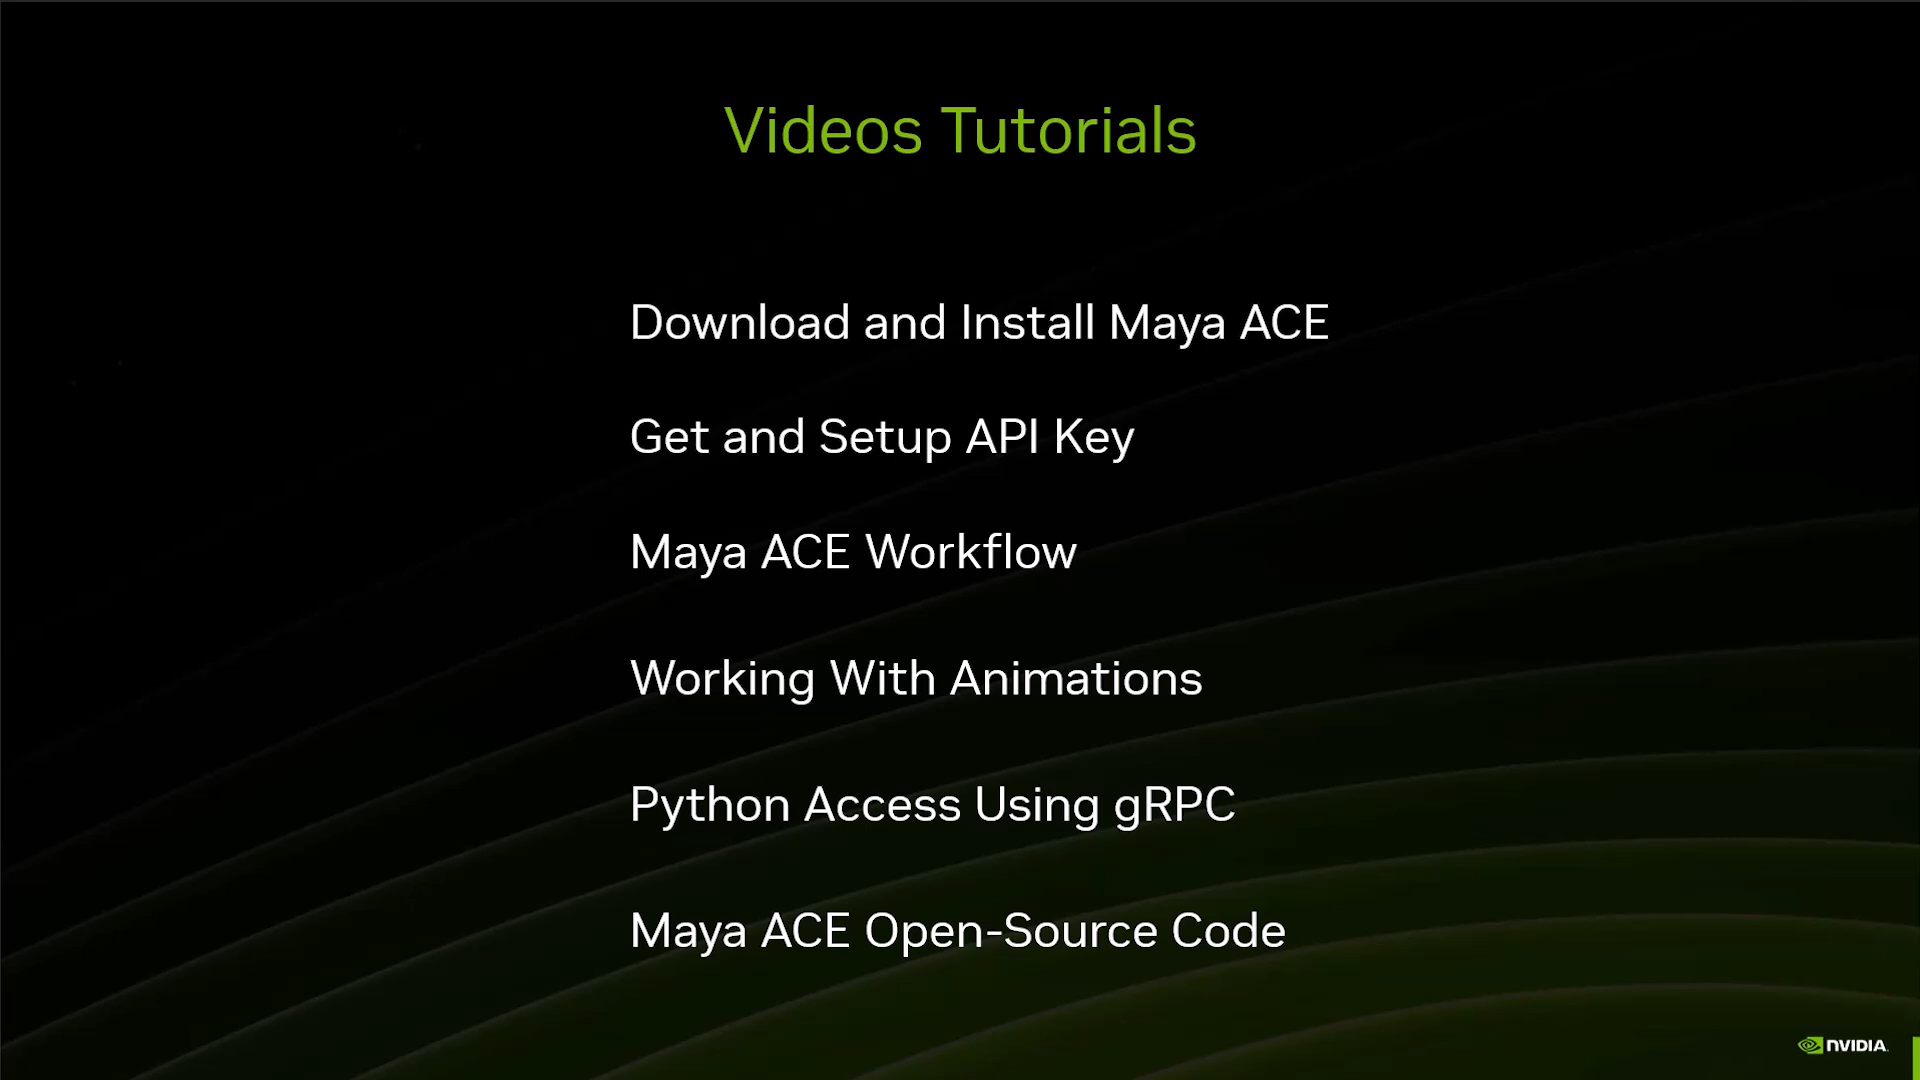 Videos Tutorials
Download and Install Maya ACE
Get and Setup API Key
Maya ACE Workflow
Working With Animations
Python Access Using gRPC
Maya ACE Open-Source Code
NVIDIA.